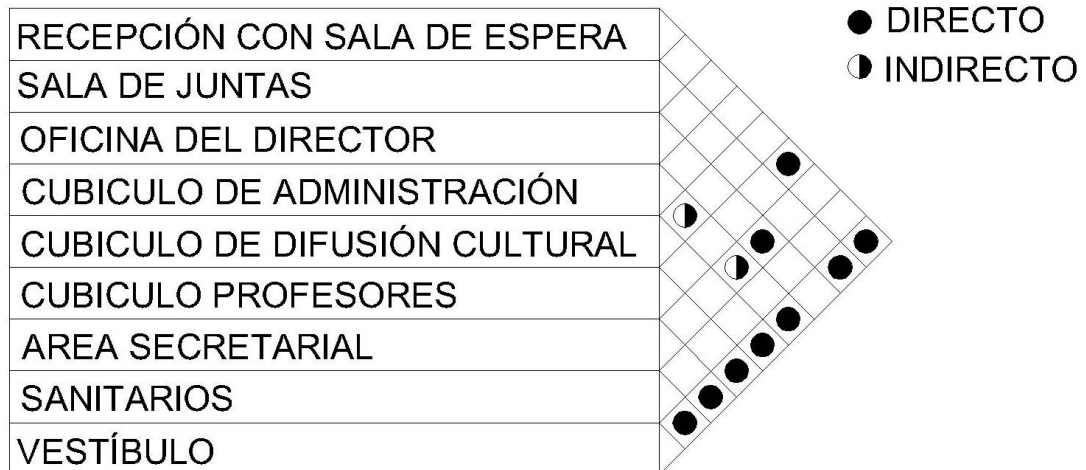 RECEPCIÓN CON SALA DE ESPERA
SALA DE JUNTAS
OFICINA DEL DIRECTOR
CUBICULO DE ADMINISTRACIÓN
CUBICULO DE DIFUSIÓN CULTURAL
CUBICULO PROFESORES
AREA SECRETARIAL
SANITARIOS
VESTÍBULO
DIRECTO
INDIRECTO